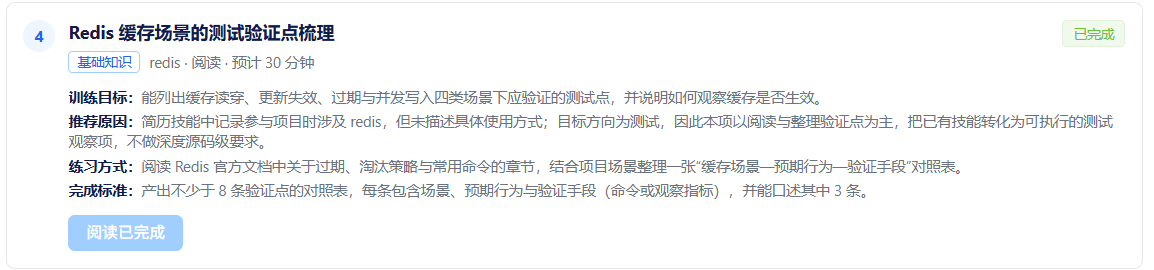 4
Redis 缓存场景的测试验证点梳理
已完成
基础知识 redis · 阅读 · 预计 30 分钟
训练目标：能列出缓存读穿、更新失效、过期与并发写入四类场景下应验证的测试点，并说明如何观察缓存是否生效。
推荐原因：简历技能中记录参与项目时涉及 redis，但未描述具体使用方式；目标方向为测试，因此本项以阅读与整理验证点为主，把已有技能转化为可执行的测试
观察项，不做深度源码级要求。
练习方式：阅读 Redis 官方文档中关于过期、淘汰策略与常用命令的章节，结合项目场景整理一张“缓存场景—预期行为—验证手段”对照表。
完成标准：产出不少于 8 条验证点的对照表，每条包含场景、预期行为与验证手段（命令或观察指标），并能口述其中 3 条。
阅读已完成